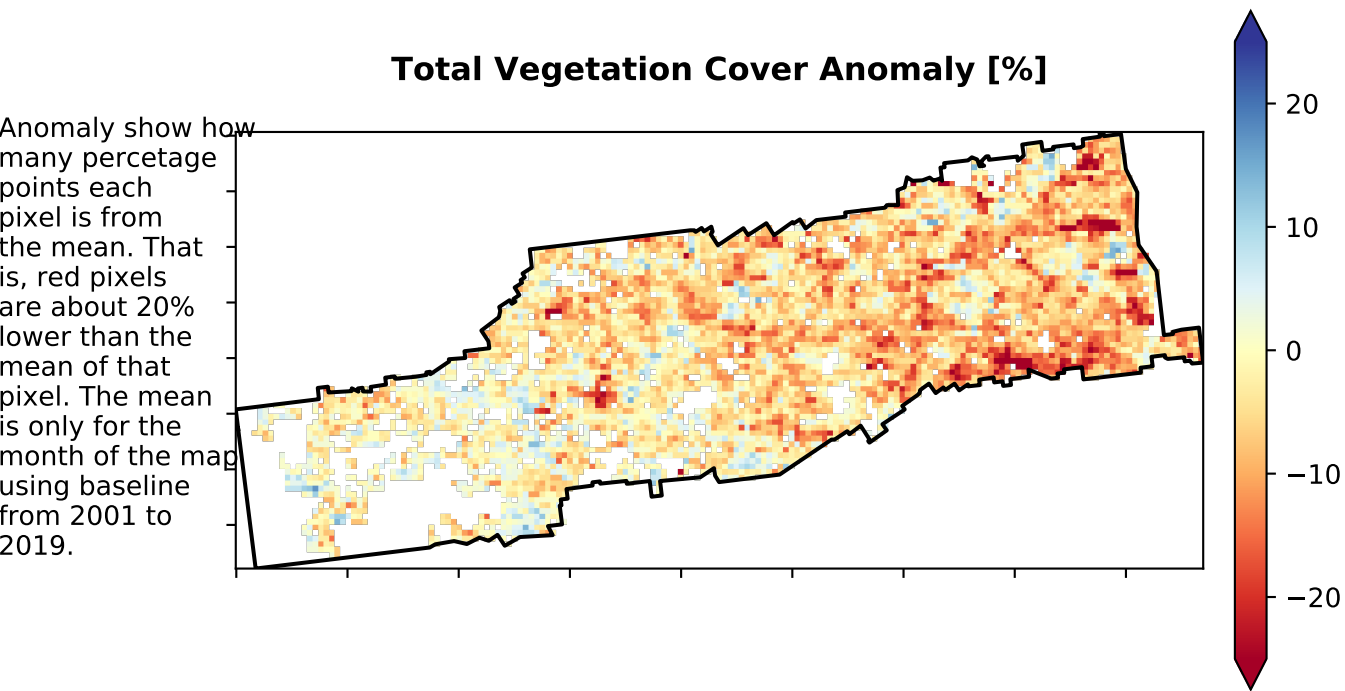 Total Vegetation Cover Anomaly [%]
Anomaly show how
many percetage
points each
pixel is from
the mean. That
is, red pixels
are about 20%
lower than the
mean of that
pixel. The mean
is only for the
month of the map
using baseline
from 2001 to
2019.
20
10
0
−10
−20